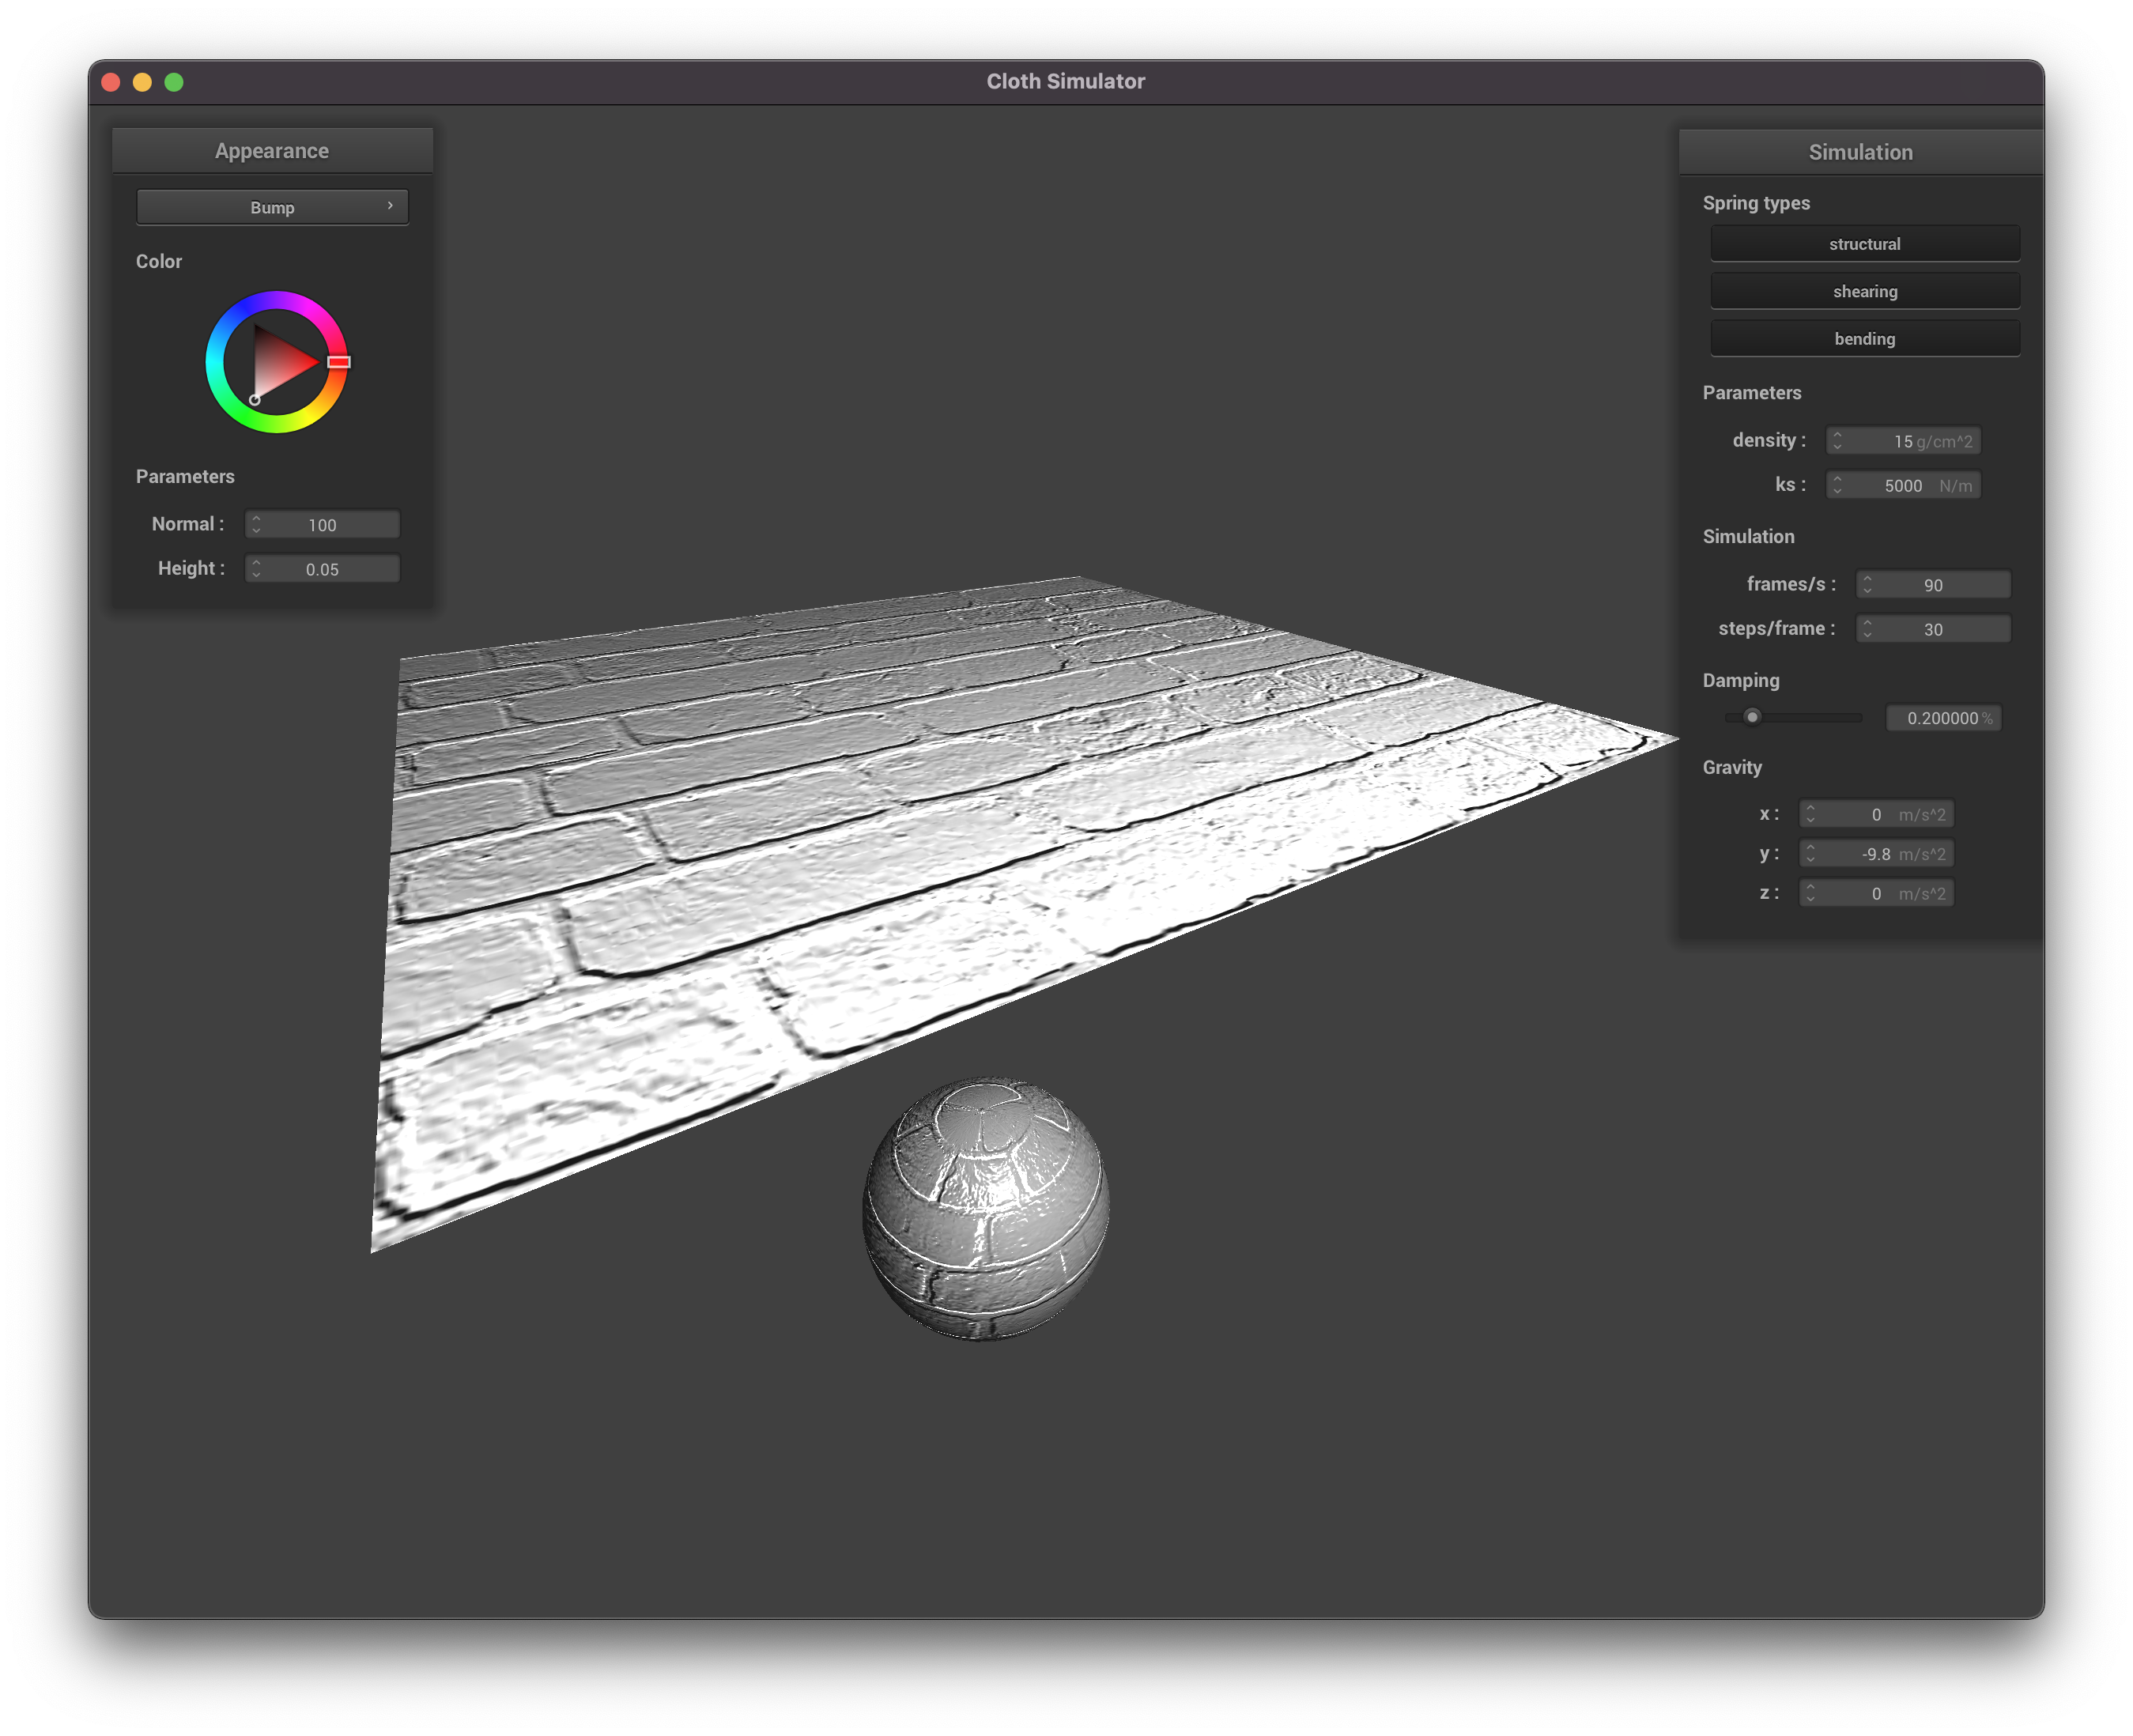 Cloth Simulator
Appearance
Bump
Color
Parameters
Normal : 100
Height : 0.05
Simulation
Spring types
structural
shearing
bending
Parameters
density : 15 g/cm^2
ks : 5000 N/m
Simulation
frames/s : 90
steps/frame : 30
Damping
0.200000 %
Gravity
x : 0 m/s^2
y : -9.8 m/s^2
z : 0 m/s^2